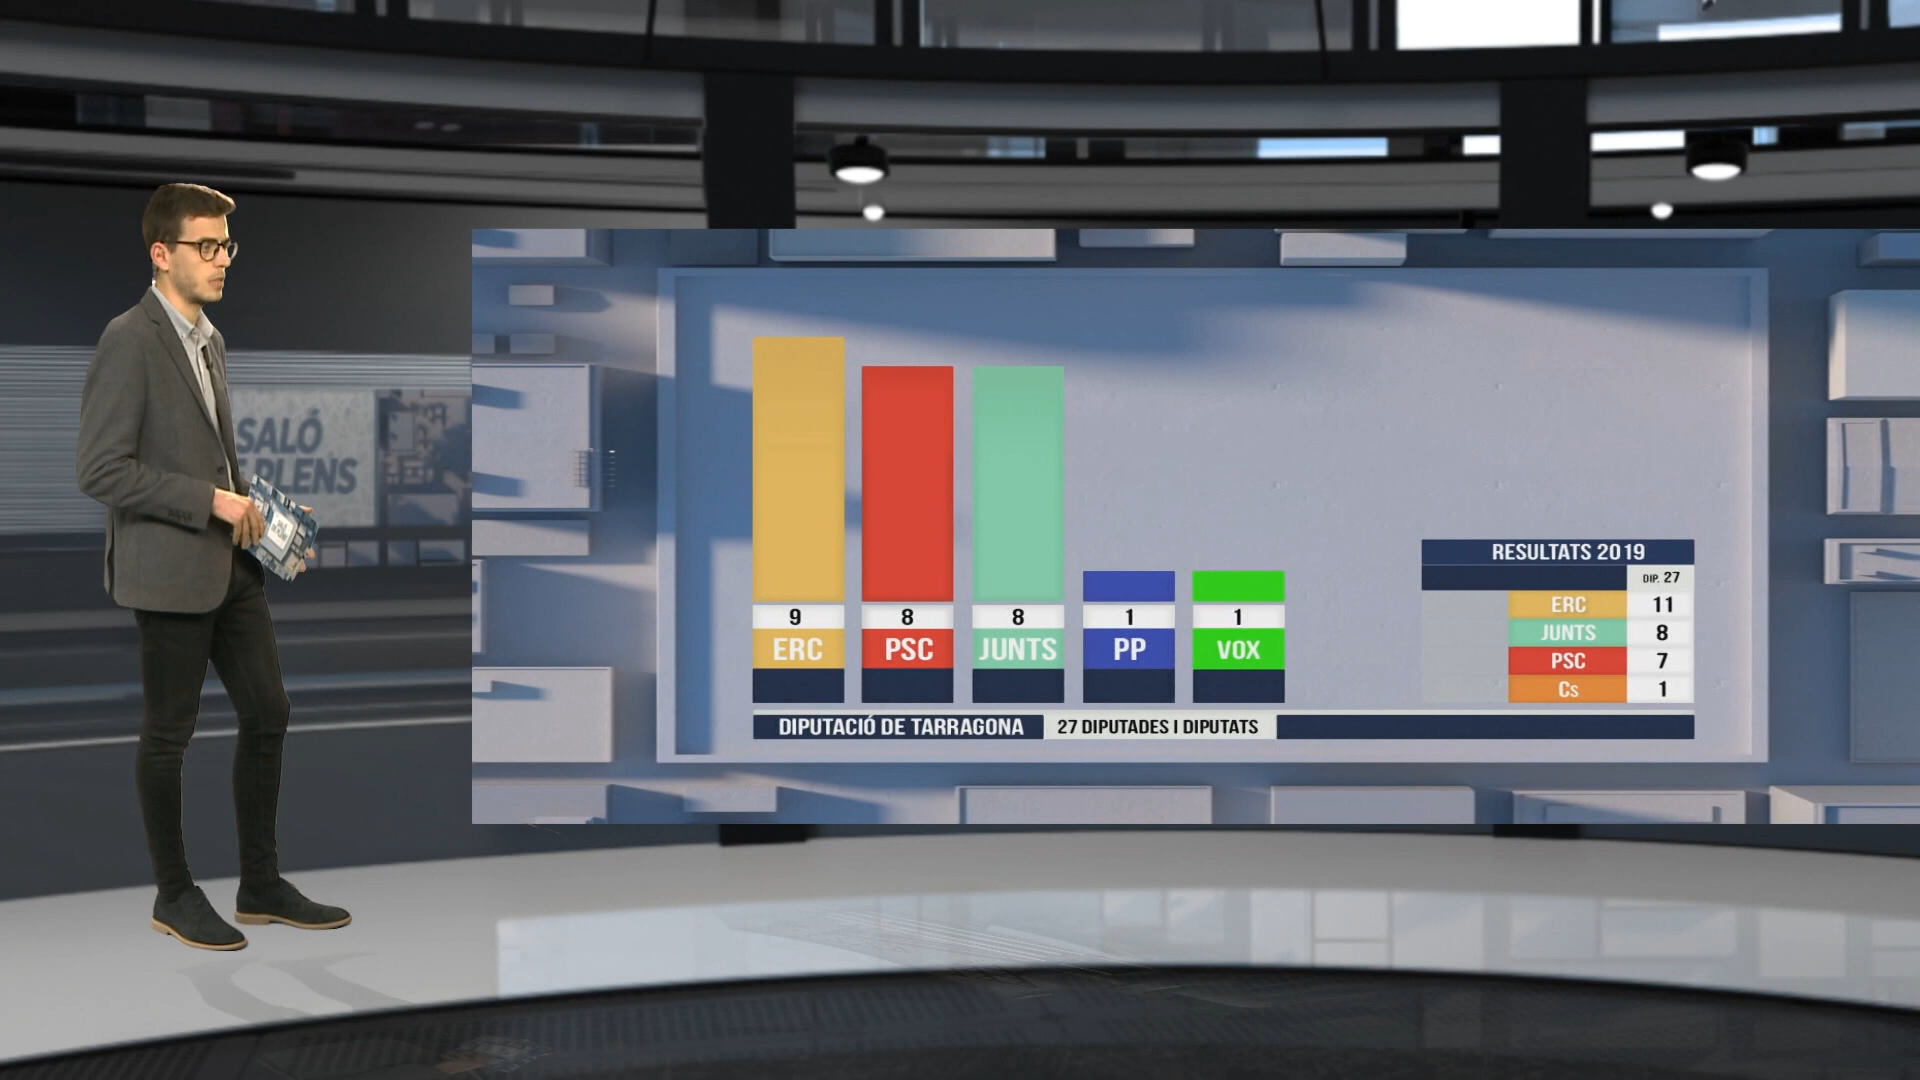 SALÓ
DE PLENS
9
8
8
1
1
ERC
PSC
JUNTS
PP
VOX
DIPUTACIÓ DE TARRAGONA
27 DIPUTADES I DIPUTATS
RESULTATS 2019
DIP. 27
ERC 11
JUNTS 8
PSC 7
Cs 1